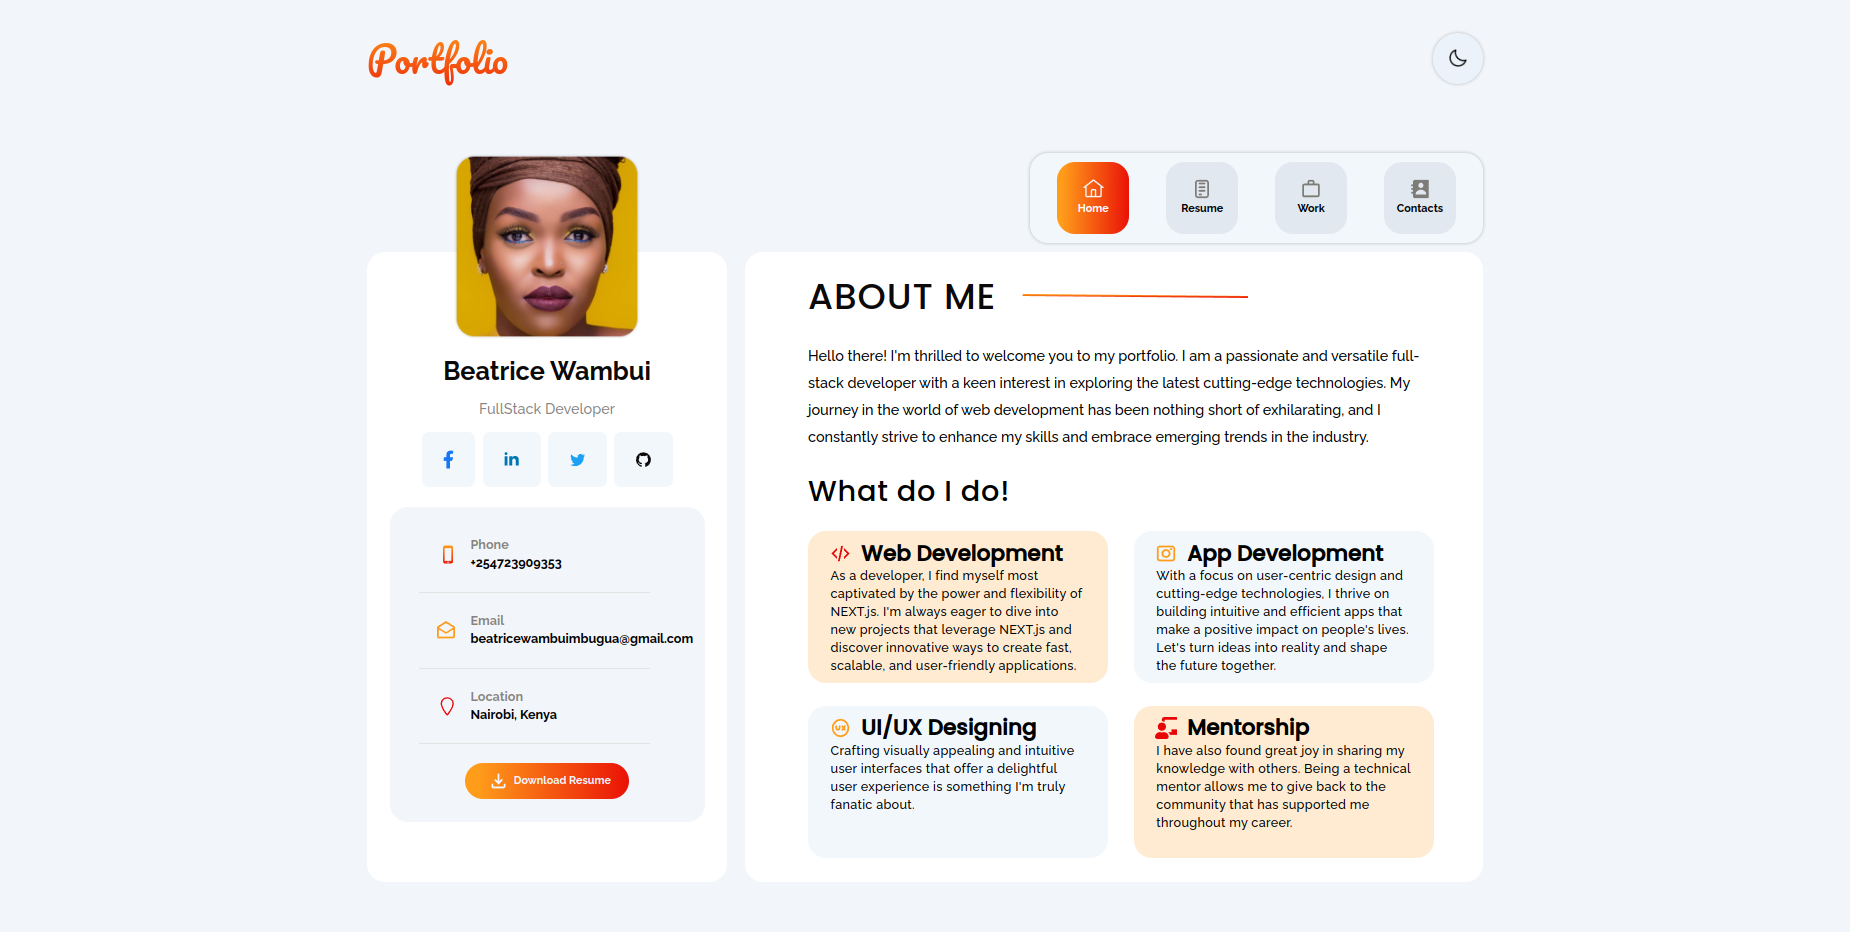 Portfolio
Home
Resume
Work
Contacts
Beatrice Wambui
FullStack Developer
Phone
+254723909353
Email
beatricewambuimbugua@gmail.com
Location
Nairobi, Kenya
Download Resume
ABOUT ME
Hello there! I'm thrilled to welcome you to my portfolio. I am a passionate and versatile full-
stack developer with a keen interest in exploring the latest cutting-edge technologies. My
journey in the world of web development has been nothing short of exhilarating, and I
constantly strive to enhance my skills and embrace emerging trends in the industry.
What do I do!
Web Development
As a developer, I find myself most
captivated by the power and flexibility of
NEXT.js. I'm always eager to dive into
new projects that leverage NEXT.js and
discover innovative ways to create fast,
scalable, and user-friendly applications.
App Development
With a focus on user-centric design and
cutting-edge technologies, I thrive on
building intuitive and efficient apps that
make a positive impact on people's lives.
Let's turn ideas into reality and shape
the future together.
UI/UX Designing
Crafting visually appealing and intuitive
user interfaces that offer a delightful
user experience is something I'm truly
fanatic about.
Mentorship
I have also found great joy in sharing my
knowledge with others. Being a technical
mentor allows me to give back to the
community that has supported me
throughout my career.